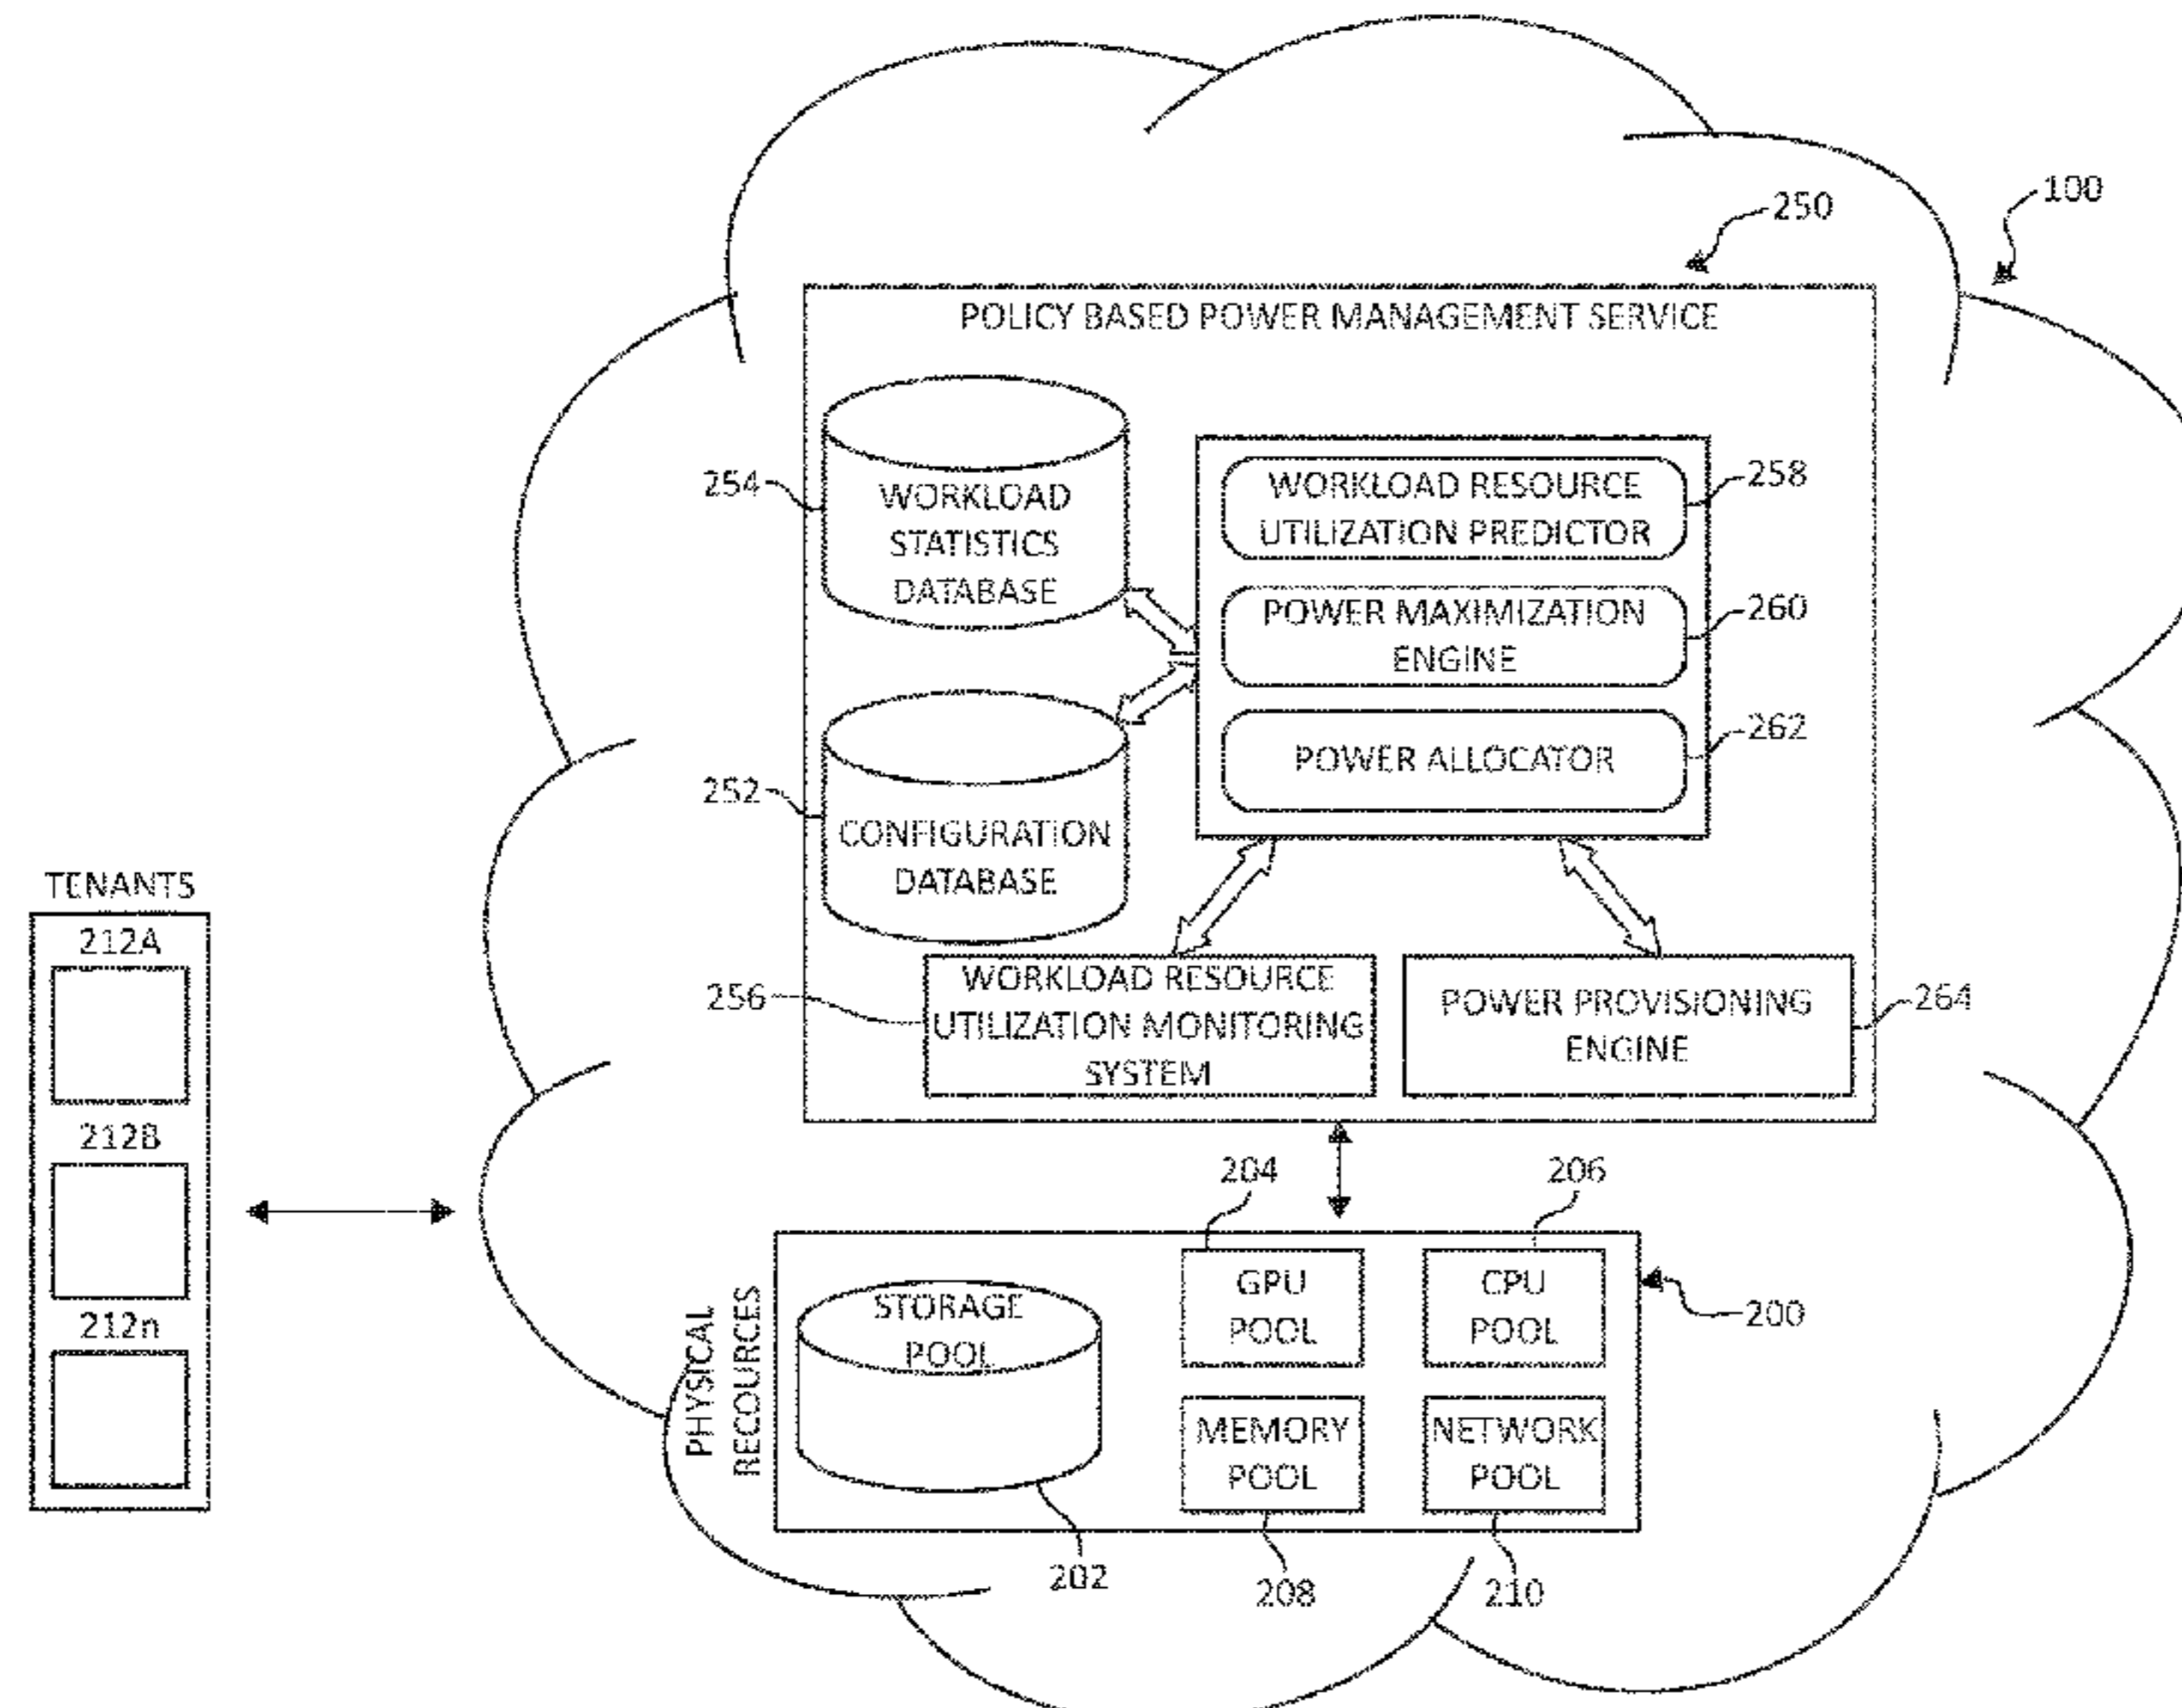 100
250
POLICY BASED POWER MANAGEMENT SERVICE
254
WORKLOAD
STATISTICS
DATABASE
WORKLOAD RESOURCE
UTILIZATION PREDICTOR
258
POWER MAXIMIZATION
ENGINE
260
POWER ALLOCATOR
262
252
CONFIGURATION
DATABASE
256
WORKLOAD RESOURCE
UTILIZATION MONITORING
SYSTEM
POWER PROVISIONING
ENGINE
264
TENANTS
212A
212B
212n
PHYSICAL
RECOURCES
STORAGE
POOL
202
204
GPU
POOL
206
CPU
POOL
200
MEMORY
POOL
208
NETWORK
POOL
210